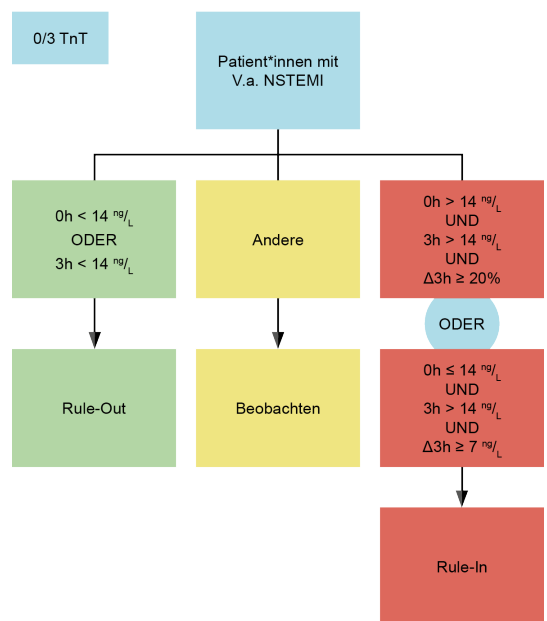 0/3 TnT
Patient*innen mit
V.a. NSTEMI
0h < 14 ng/L
ODER
3h < 14 ng/L
Andere
0h > 14 ng/L
UND
3h > 14 ng/L
UND
Δ3h ≥ 20%
ODER
Rule-Out
Beobachten
0h ≤ 14 ng/L
UND
3h > 14 ng/L
UND
Δ3h ≥ 7 ng/L
Rule-In